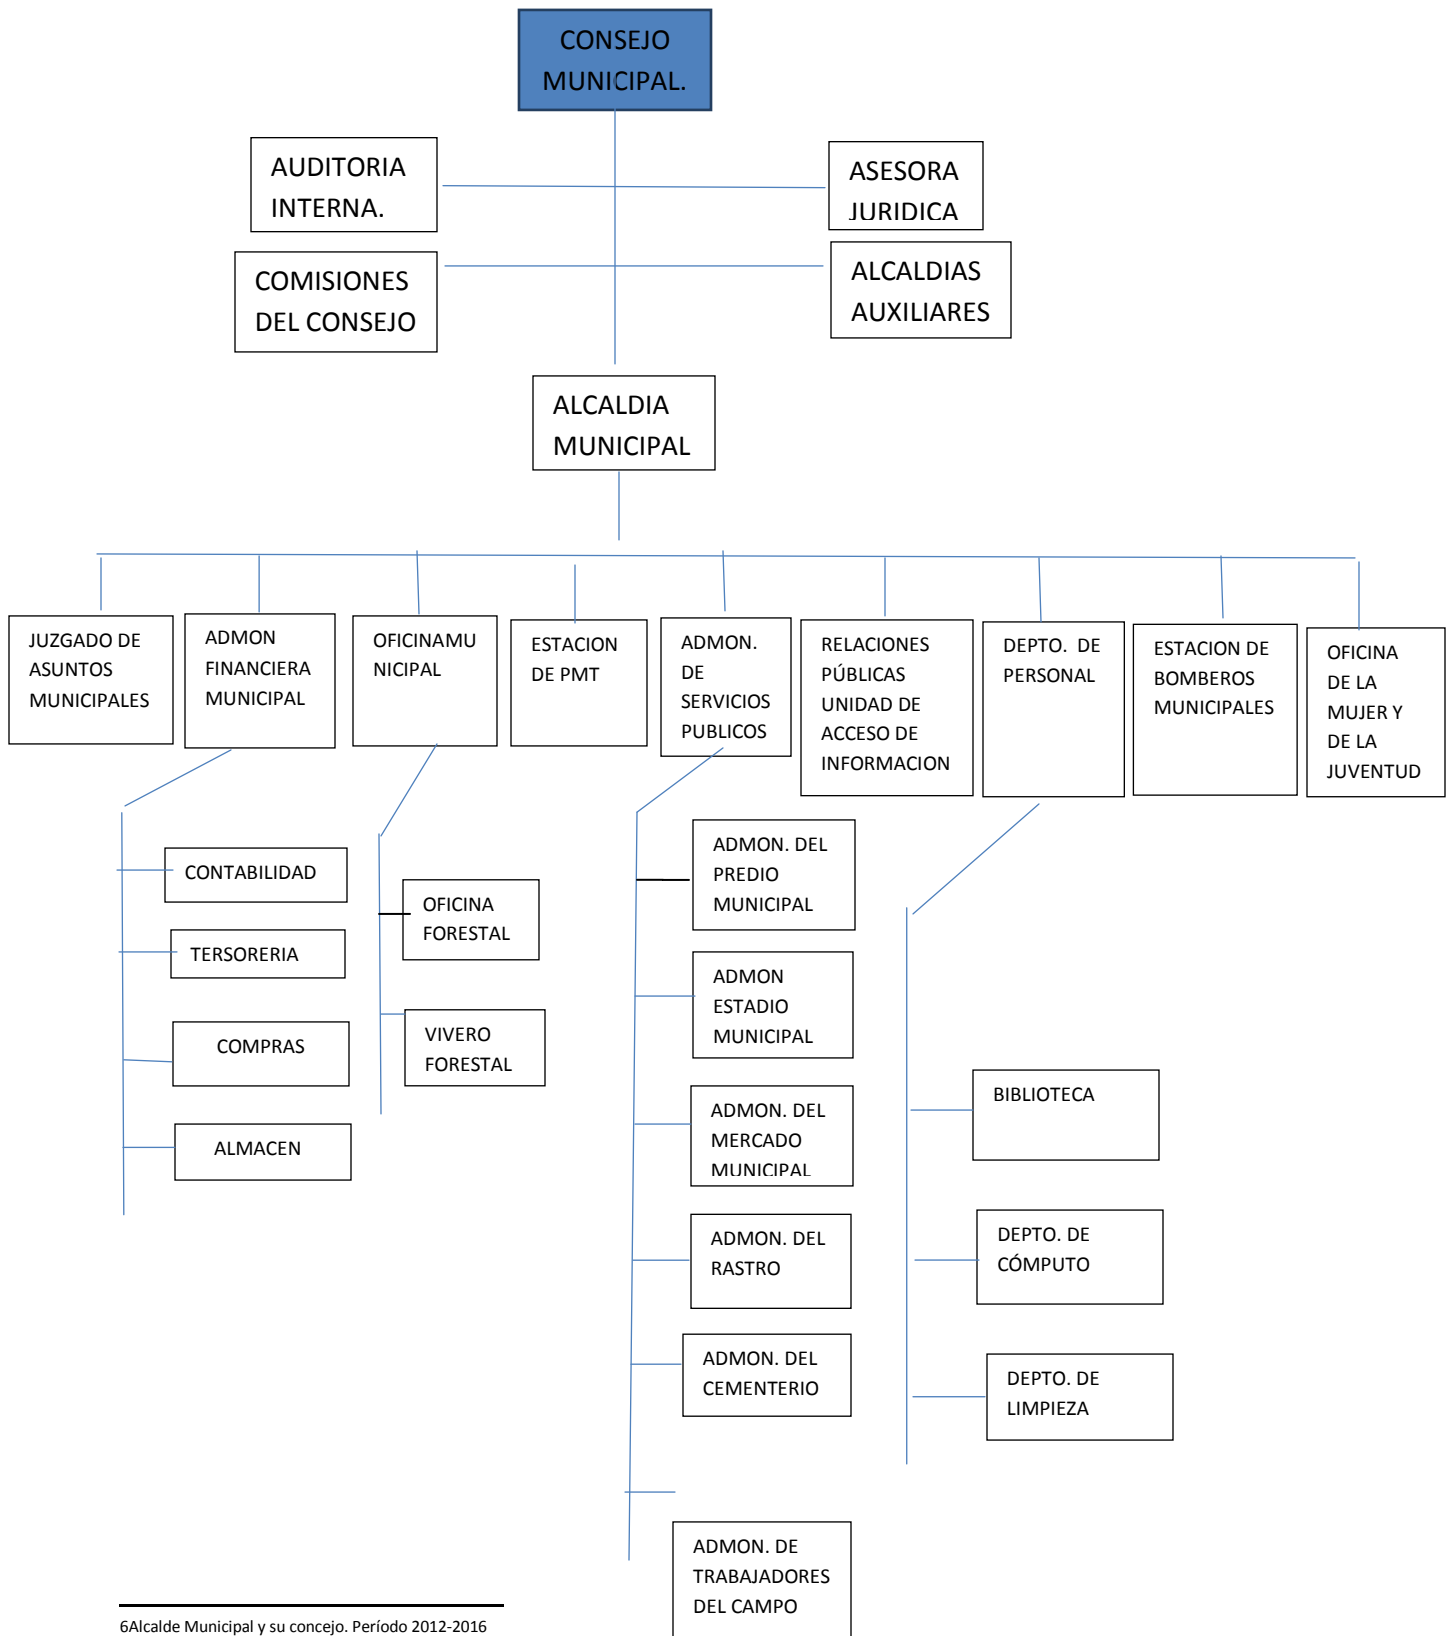 CONSEJO
MUNICIPAL.
AUDITORIA
INTERNA.
ASESORA
JURIDICA
COMISIONES
DEL CONSEJO
ALCALDIAS
AUXILIARES
ALCALDIA
MUNICIPAL
JUZGADO DE
ASUNTOS
MUNICIPALES
ADMON
FINANCIERA
MUNICIPAL
OFICINAMU
NICIPAL
ESTACION
DE PMT
ADMON.
DE
SERVICIOS
PUBLICOS
RELACIONES
PÚBLICAS
UNIDAD DE
ACCESO DE
INFORMACION
DEPTO. DE
PERSONAL
ESTACION DE
BOMBEROS
MUNICIPALES
OFICINA
DE LA
MUJER Y
DE LA
JUVENTUD
CONTABILIDAD
TERSORERIA
COMPRAS
ALMACEN
OFICINA
FORESTAL
VIVERO
FORESTAL
ADMON. DEL
PREDIO
MUNICIPAL
ADMON
ESTADIO
MUNICIPAL
ADMON. DEL
MERCADO
MUNICIPAL
ADMON. DEL
RASTRO
ADMON. DEL
CEMENTERIO
ADMON. DE
TRABAJADORES
DEL CAMPO
BIBLIOTECA
DEPTO. DE
CÓMPUTO
DEPTO. DE
LIMPIEZA
6Alcalde Municipal y su concejo. Período 2012-2016